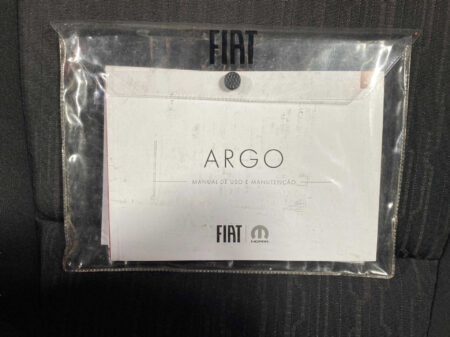 FIAT
ARGO
MANUAL DE USO E MANUTENÇÃO
FIAT
MOPAR